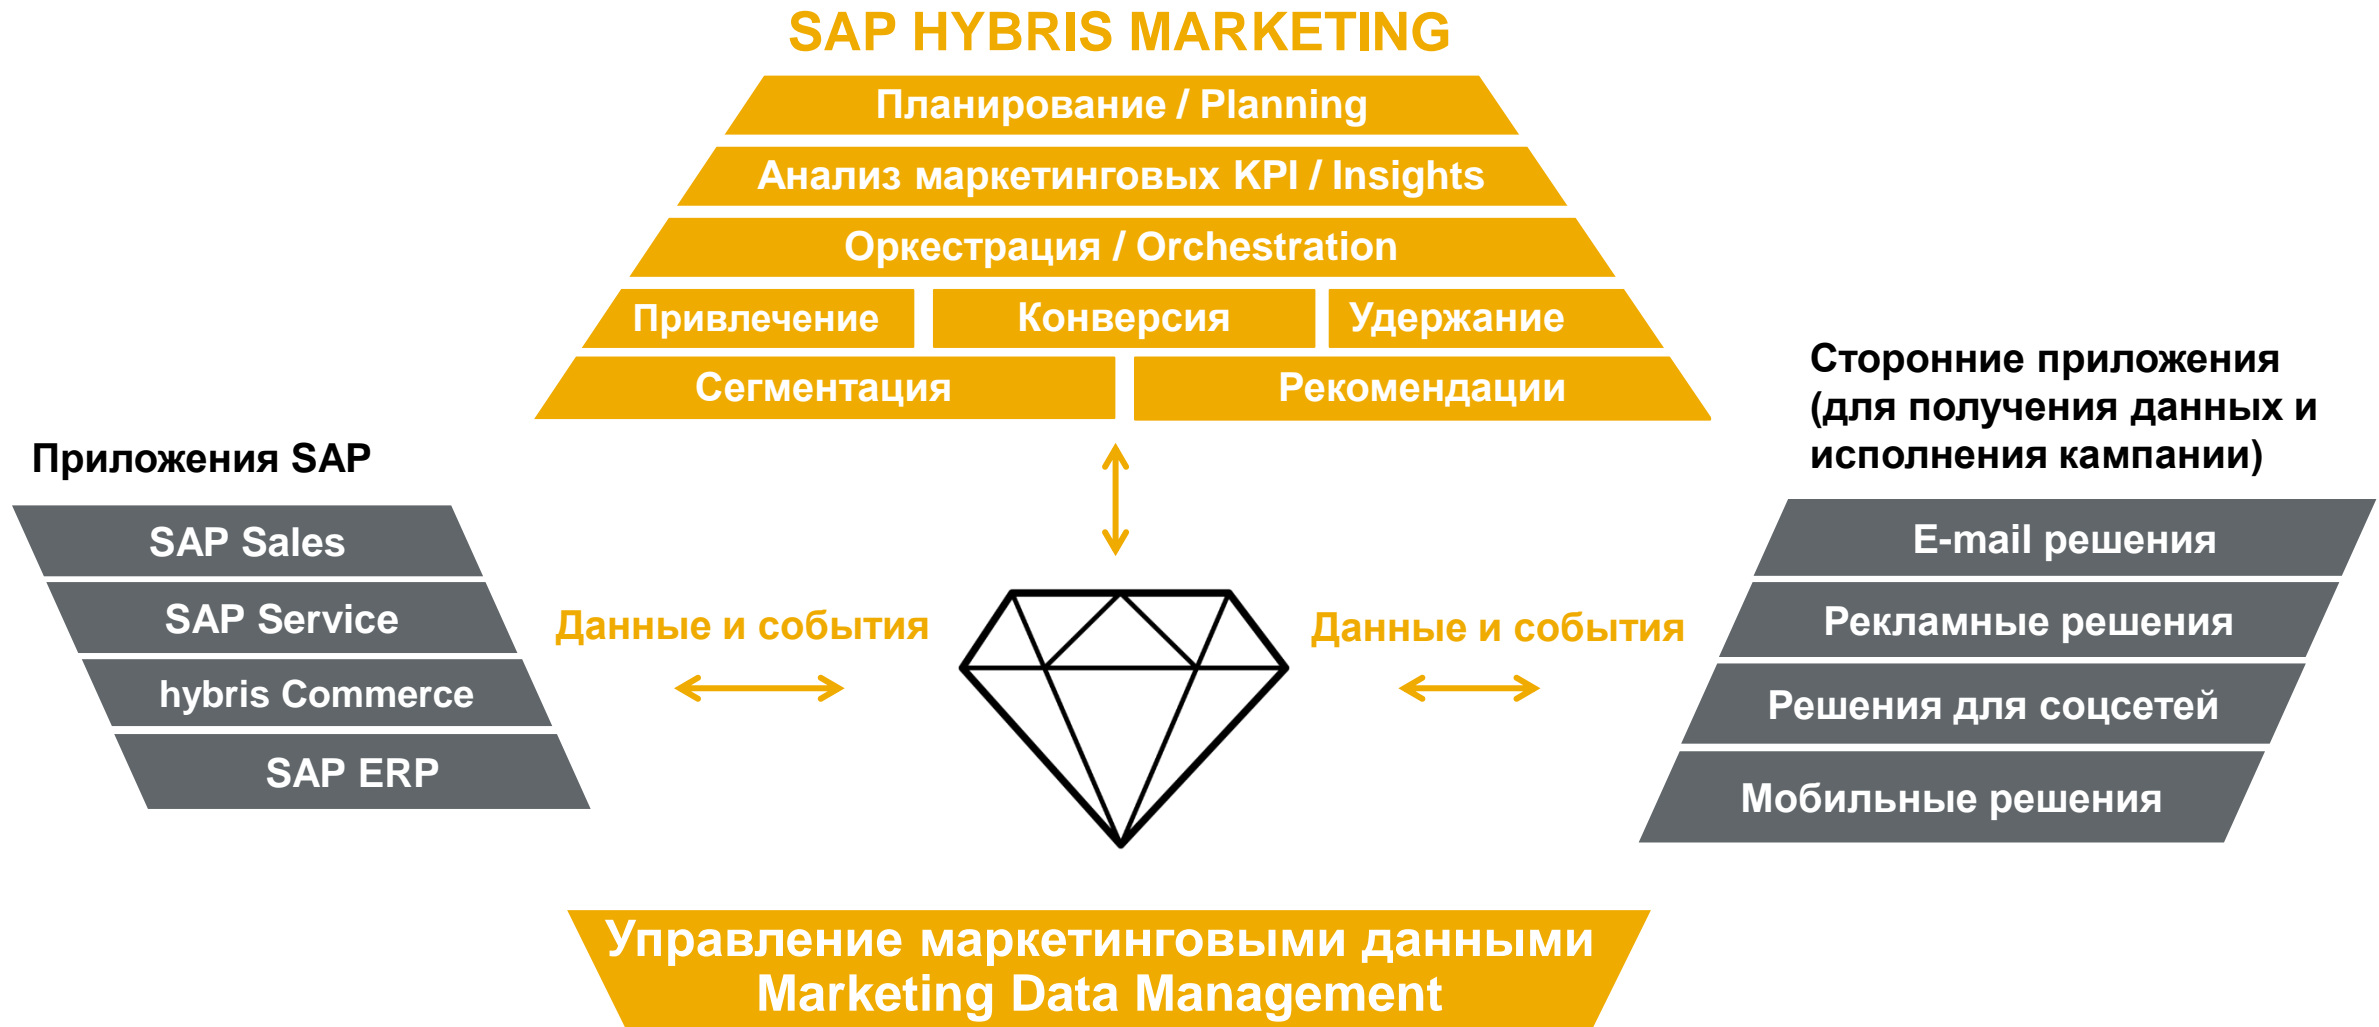 SAP HYBRIS MARKETING
Планирование / Planning
Анализ маркетинговых KPI / Insights
Оркестрация / Orchestration
Привлечение
Конверсия
Удержание
Сегментация
Рекомендации
Приложения SAP
SAP Sales
SAP Service
hybris Commerce
SAP ERP
Данные и события
Данные и события
Сторонние приложения
(для получения данных и
исполнения кампании)
E-mail решения
Рекламные решения
Решения для соцсетей
Мобильные решения
Управление маркетинговыми данными
Marketing Data Management